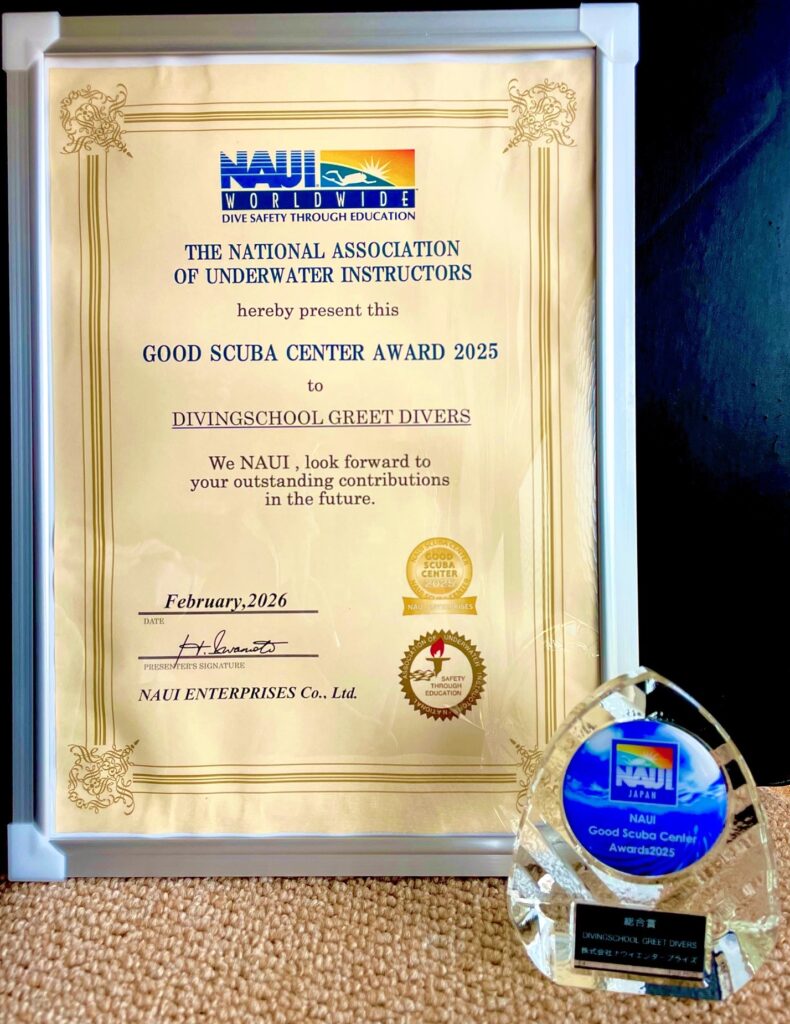 NAUI
WORLDWIDE
DIVE SAFETY THROUGH EDUCATION
THE NATIONAL ASSOCIATION
OF UNDERWATER INSTRUCTORS
hereby present this
GOOD SCUBA CENTER AWARD 2025
to
DIVINGSCHOOL GREET DIVERS
We NAUI , look forward to
your outstanding contributions
in the future.
GOOD
SCUBA
CENTER
2025
NAUI ENTERPRISES
February,2026
DATE
H. Iwamoto
PRESENTER'S SIGNATURE
NAUI ENTERPRISES Co., Ltd.
SAFETY
THROUGH
EDUCATION
NAUI
JAPAN
NAUI
Good Scuba Center
Awards2025
総合賞
DIVINGSCHOOL GREET DIVERS
株式会社ナウイエンタープライズ